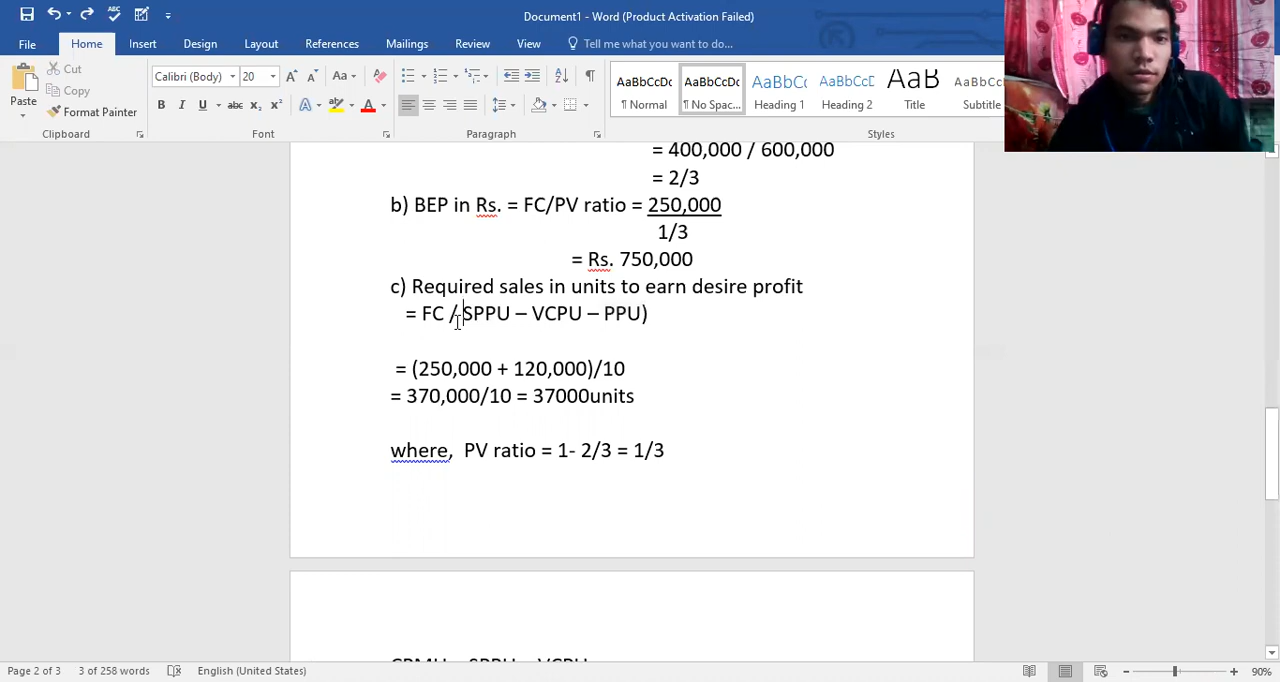 Document1 - Word (Product Activation Failed)
File Home Insert Design Layout References Mailings Review View Tell me what you want to do...
Cut
Copy
Format Painter
Paste
Clipboard
Calibri (Body) 20
Font
Paragraph
AaBbCcDc AaBbCcDc AaBbC AaBbCcC AaB AaBbCcD
¶ Normal ¶ No Spac... Heading 1 Heading 2 Title Subtitle
Styles
= 400,000 / 600,000
= 2/3
b) BEP in Rs. = FC/PV ratio = 250,000
1/3
= Rs. 750,000
c) Required sales in units to earn desire profit
= FC / SPPU – VCPU – PPU)
= (250,000 + 120,000)/10
= 370,000/10 = 37000units
where, PV ratio = 1- 2/3 = 1/3
Page 2 of 3 3 of 258 words English (United States) 90%